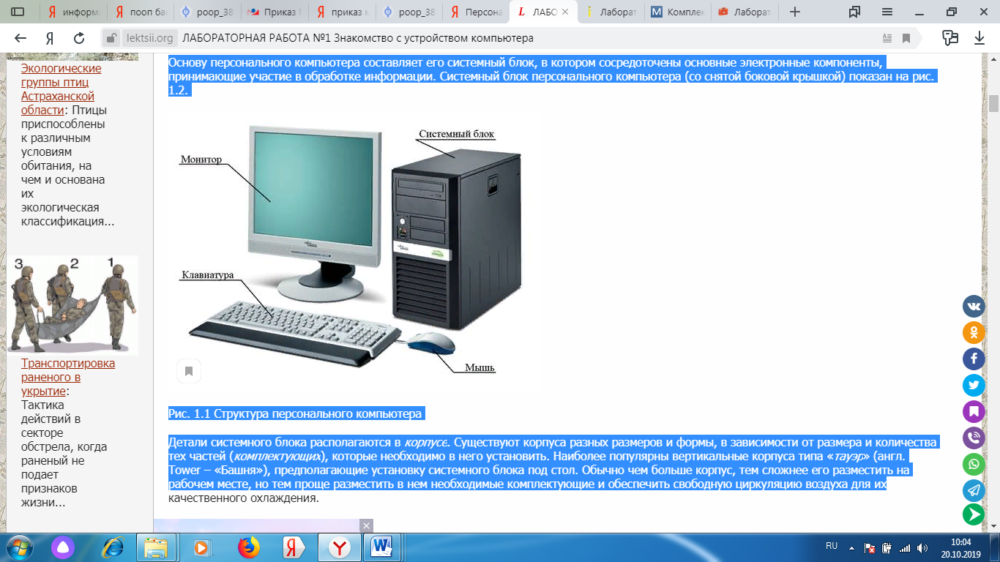 информ
пооп бан
poop_38
Приказ М
приказ м
poop_38
Персона
ЛАБО
Лаборат
Комплек
Лаборат
lektsii.org ЛАБОРАТОРНАЯ РАБОТА №1 Знакомство с устройством компьютера
Экологические
группы птиц
Астраханской
области: Птицы
приспособлены
к различным
условиям
обитания, на
чем и основана
их
экологическая
классификация...
3 2 1
Транспортировка
раненого в
укрытие:
Тактика
действий в
секторе
обстрела, когда
раненый не
подает
признаков
жизни...
Основу персонального компьютера составляет его системный блок, в котором сосредоточены основные электронные компоненты,
принимающие участие в обработке информации. Системный блок персонального компьютера (со снятой боковой крышкой) показан на рис.
1.2.
Системный блок
Монитор
Клавиатура
Мышь
Рис. 1.1 Структура персонального компьютера
Детали системного блока располагаются в корпусе. Существуют корпуса разных размеров и формы, в зависимости от размера и количества
тех частей (комплектующих), которые необходимо в него установить. Наиболее популярны вертикальные корпуса типа «тауэр» (англ.
Tower – «Башня»), предполагающие установку системного блока под стол. Обычно чем больше корпус, тем сложнее его разместить на
рабочем месте, но тем проще разместить в нем необходимые комплектующие и обеспечить свободную циркуляцию воздуха для их
качественного охлаждения.
RU
10:04
20.10.2019